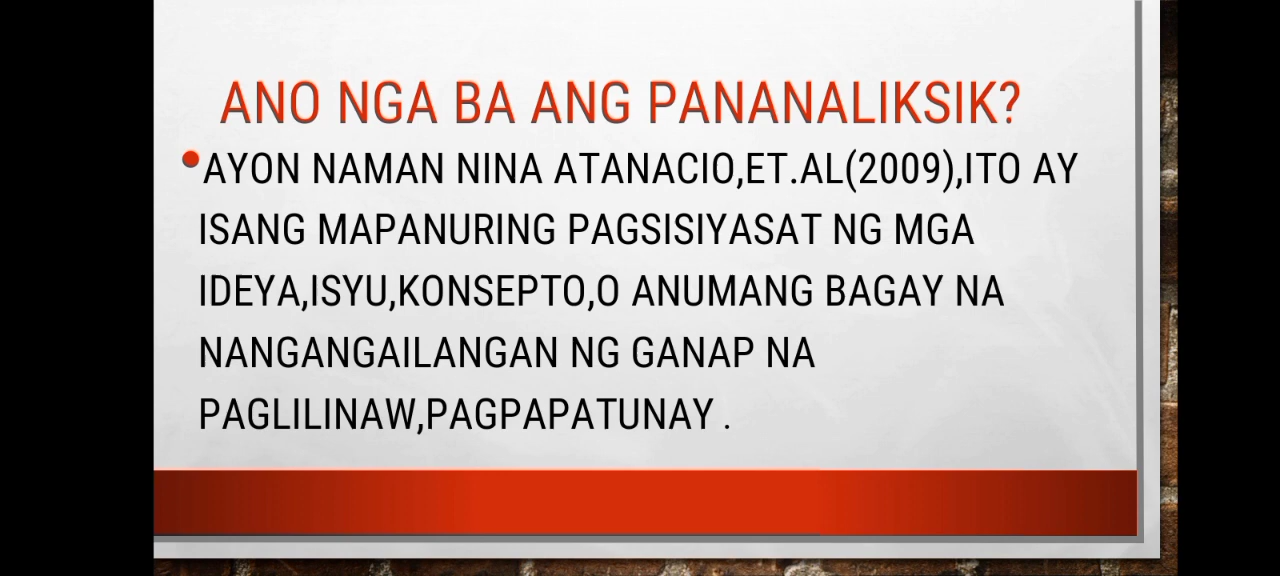 ANO NGA BA ANG PANANALIKSIK?
•AYON NAMAN NINA ATANACIO,ET.AL(2009),ITO AY
ISANG MAPANURING PAGSISIYASAT NG MGA
IDEYA,ISYU,KONSEPTO,O ANUMANG BAGAY NA
NANGANGAILANGAN NG GANAP NA
PAGLILINAW,PAGPAPATUNAY .